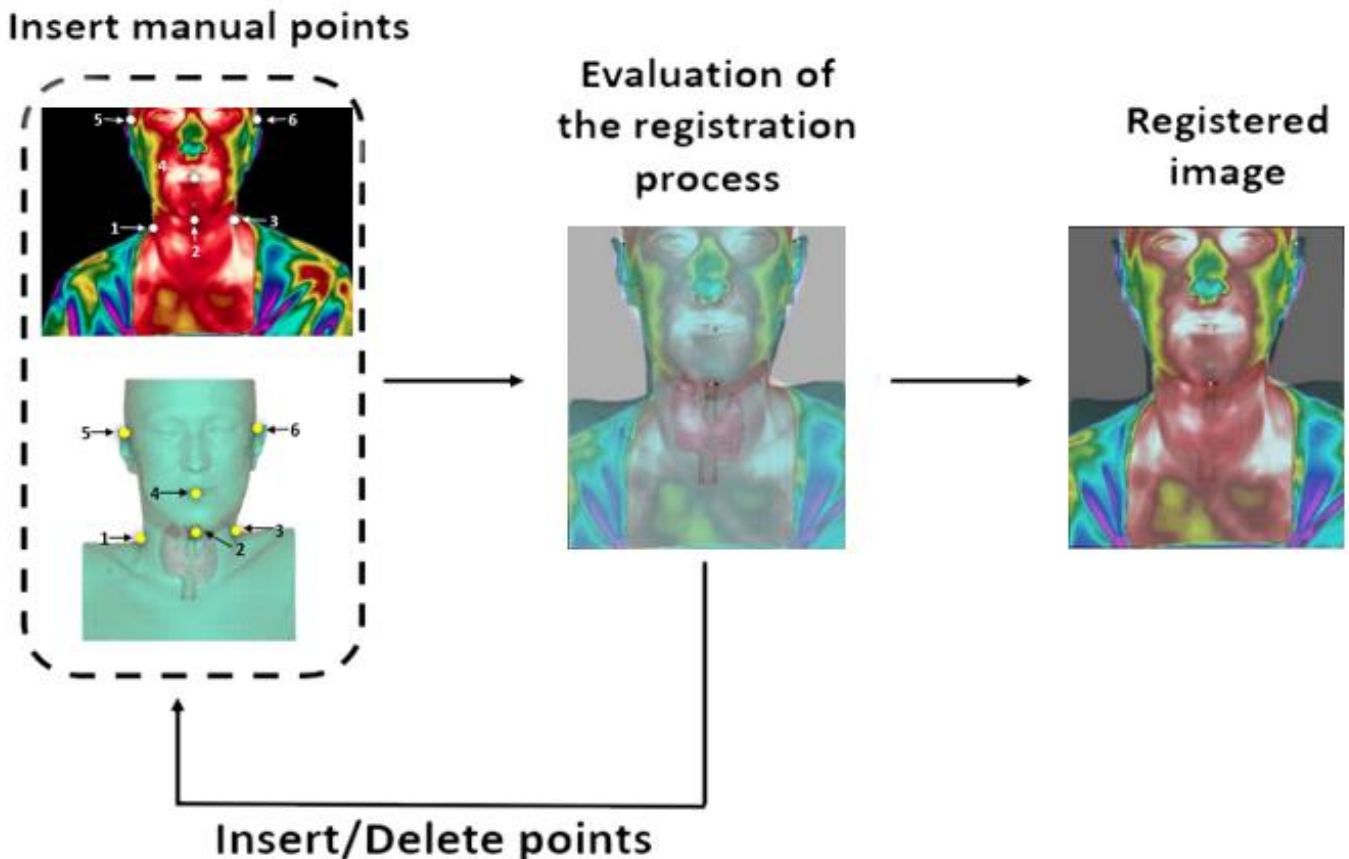 Insert manual points
5
6
4
1
3
2
5
6
4
1
3
2
Evaluation of
the registration
process
Registered
image
Insert/Delete points